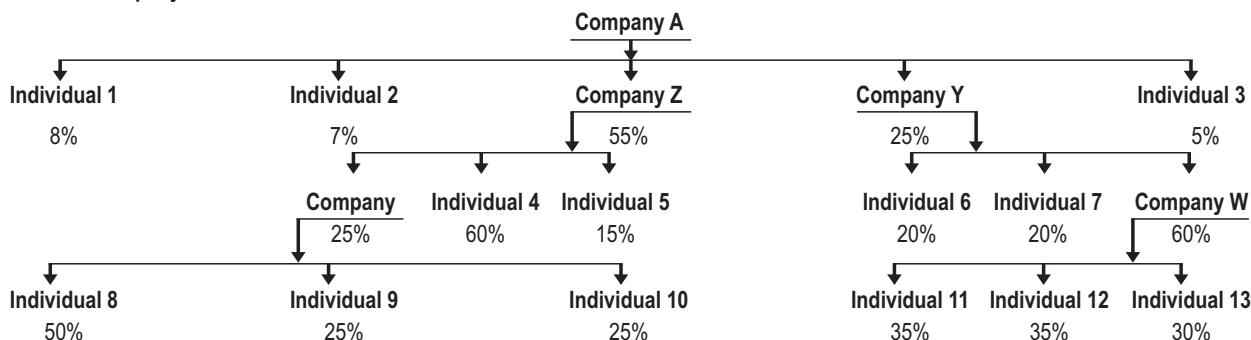 Company A
Individual 1 Individual 2 Company Z Company Y Individual 3
8% 7% 55% 25% 5%
Company Individual 4 Individual 5 Individual 6 Individual 7 Company W
25% 60% 15% 20% 20% 60%
Individual 8 Individual 9 Individual 10 Individual 11 Individual 12 Individual 13
50% 25% 25% 35% 35% 30%